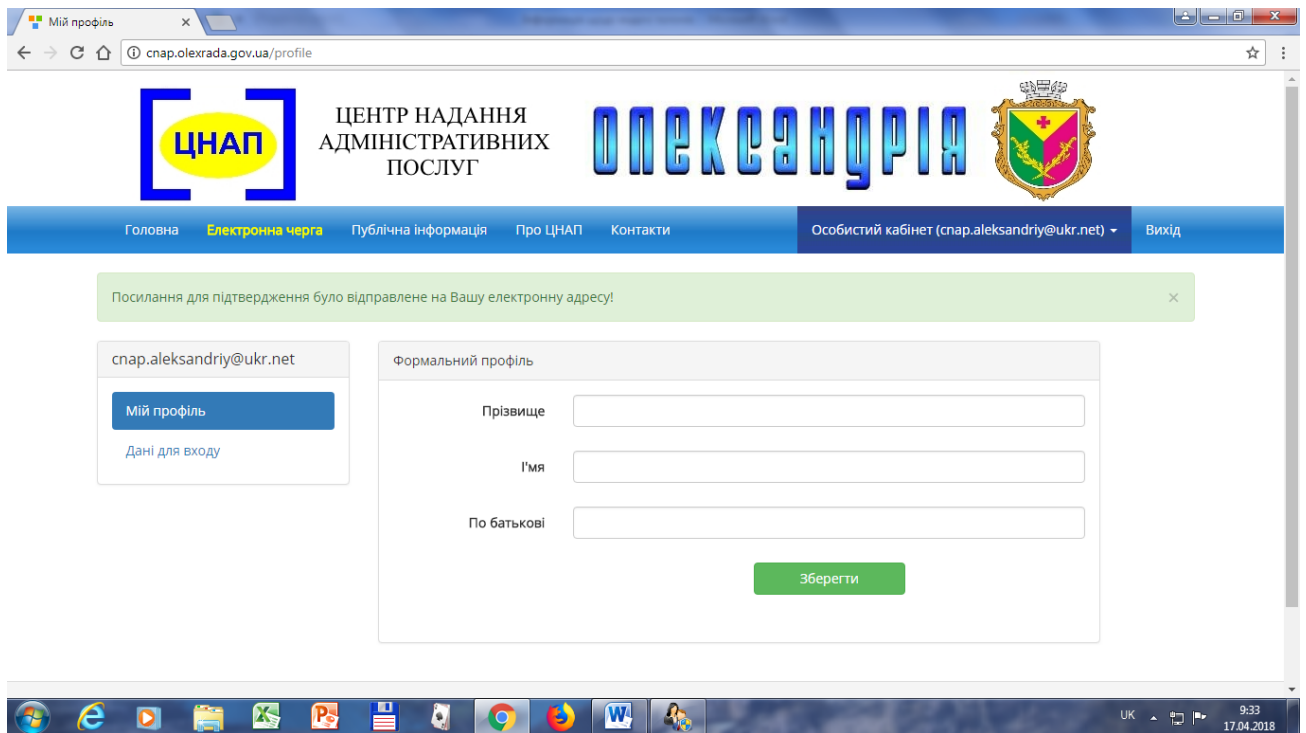 Мій профіль
cnap.olexrada.gov.ua/profile
ЦНАП
ЦЕНТР НАДАННЯ
АДМІНІСТРАТИВНИХ
ПОСЛУГ
ОЛЕКСАНДРІЯ
Головна Електронна черга Публічна інформація Про ЦНАП Контакти Особистий кабінет (cnap.aleksandriy@ukr.net) Вихід
Посилання для підтвердження було відправлене на Вашу електронну адресу! ×
cnap.aleksandriy@ukr.net
Мій профіль
Дані для входу
Формальний профіль
Прізвище
І'мя
По батькові
Зберегти
UK
9:33
17.04.2018